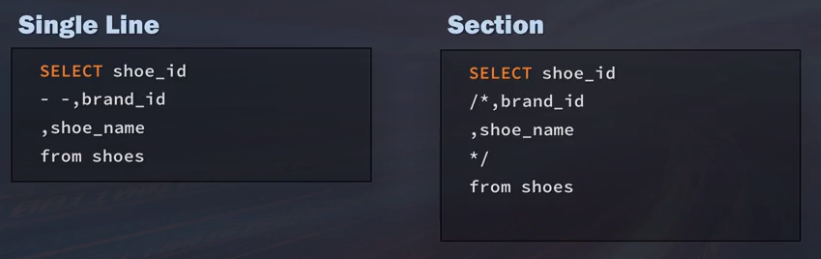 Single Line
SELECT shoe_id
- -,brand_id
,shoe_name
from shoes
Section
SELECT shoe_id
/*,brand_id
,shoe_name
*/
from shoes